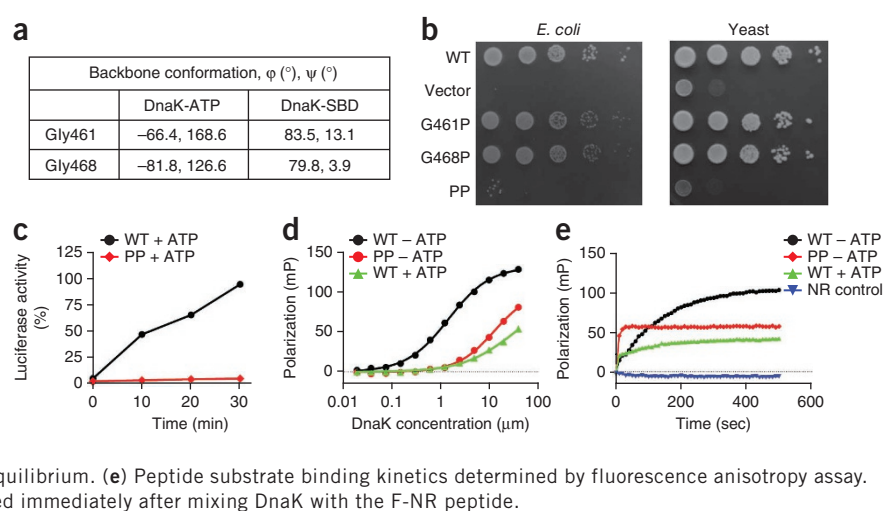 a
Backbone conformation, φ (°), ψ (°)
DnaK-ATP DnaK-SBD
Gly461 –66.4, 168.6 83.5, 13.1
Gly468 –81.8, 126.6 79.8, 3.9
b
E. coli Yeast
WT
Vector
G461P
G468P
PP
c
WT + ATP
PP + ATP
Luciferase activity (%)
125
100
75
50
25
0
0 10 20 30
Time (min)
d
WT – ATP
PP – ATP
WT + ATP
Polarization (mP)
150
100
50
0
0.01 0.1 1 10 100
DnaK concentration (μm)
e
WT – ATP
PP – ATP
WT + ATP
NR control
Polarization (mP)
150
100
50
0
0 200 400 600
Time (sec)
quilibrium. (e) Peptide substrate binding kinetics determined by fluorescence anisotropy assay.
ed immediately after mixing DnaK with the F-NR peptide.